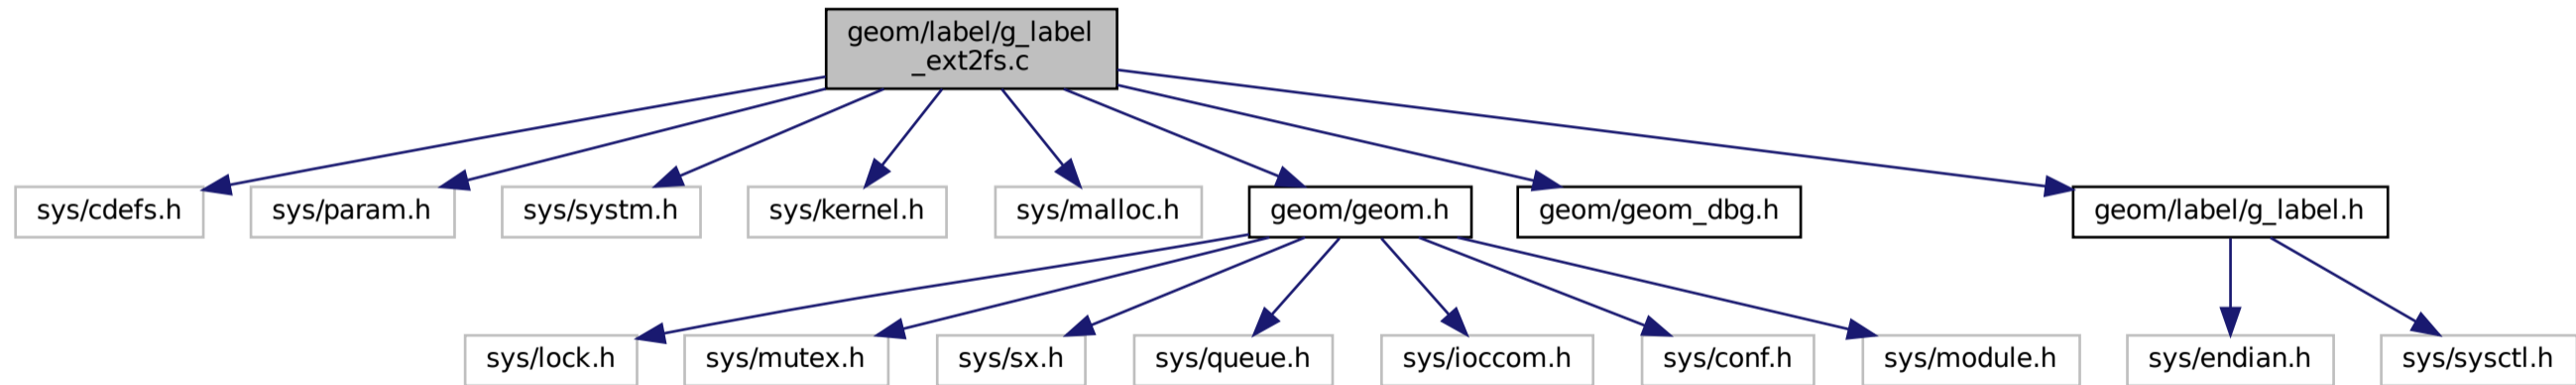 geom/label/g_label
_ext2fs.c
sys/cdefs.h
sys/param.h
sys/systm.h
sys/kernel.h
sys/malloc.h
geom/geom.h
geom/geom_dbg.h
geom/label/g_label.h
sys/lock.h
sys/mutex.h
sys/sx.h
sys/queue.h
sys/ioccom.h
sys/conf.h
sys/module.h
sys/endian.h
sys/sysctl.h